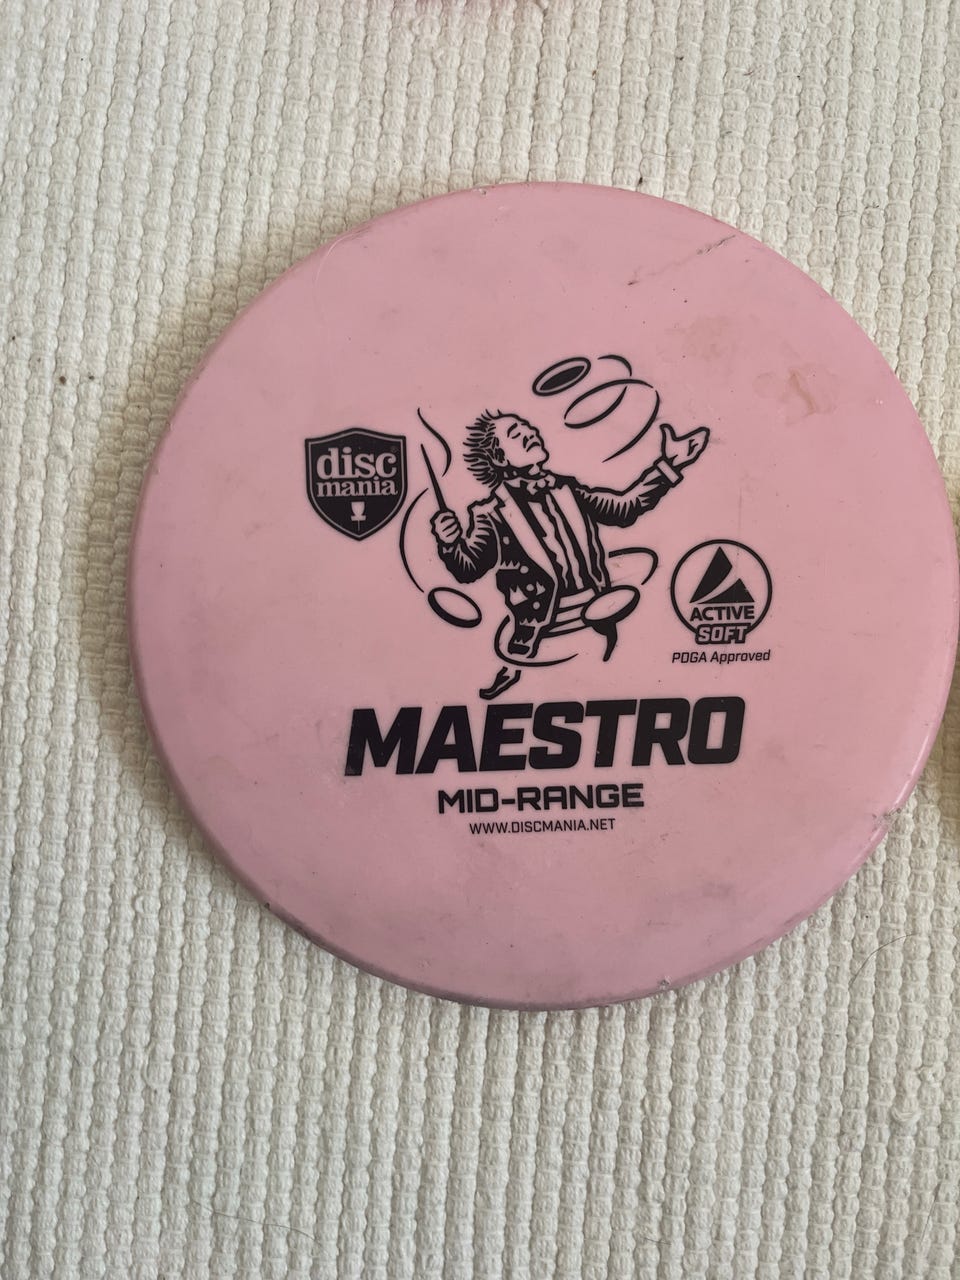 disc
mania
ACTIVE
SOFT
PDGA Approved
MAESTRO
MID-RANGE
WWW.DISCMANIA.NET